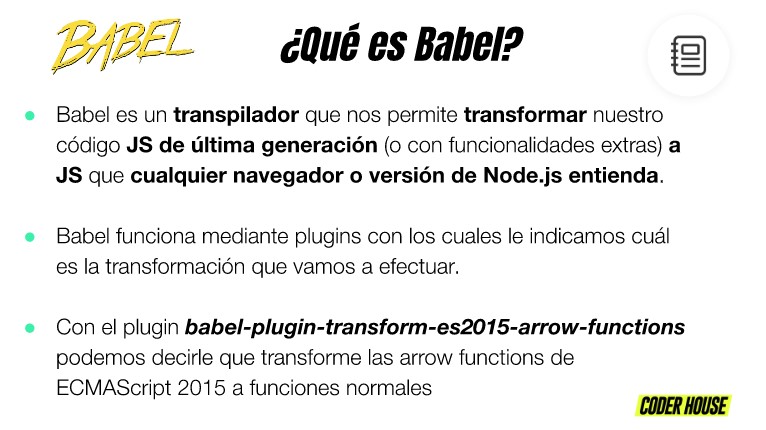 BABEL
¿Qué es Babel?
Babel es un transpilador que nos permite transformar nuestro
código JS de última generación (o con funcionalidades extras) a
JS que cualquier navegador o versión de Node.js entienda.
Babel funciona mediante plugins con los cuales le indicamos cuál
es la transformación que vamos a efectuar.
Con el plugin babel-plugin-transform-es2015-arrow-functions
podemos decirle que transforme las arrow functions de
ECMAScript 2015 a funciones normales
CODER HOUSE